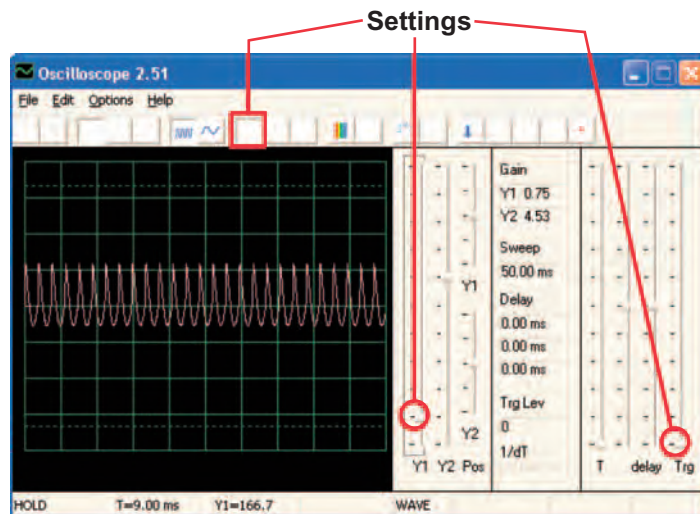 Settings
Oscilloscope 2.51
File Edit Options Help
Gain
Y1 0.75
Y2 4.53
Sweep
50.00 ms
Delay
0.00 ms
0.00 ms
0.00 ms
Trg Lev
0
1/dT
Y1
Y2
Y1 Y2 Pos
T delay Trg
HOLD T=9.00 ms Y1=166.7 WAVE